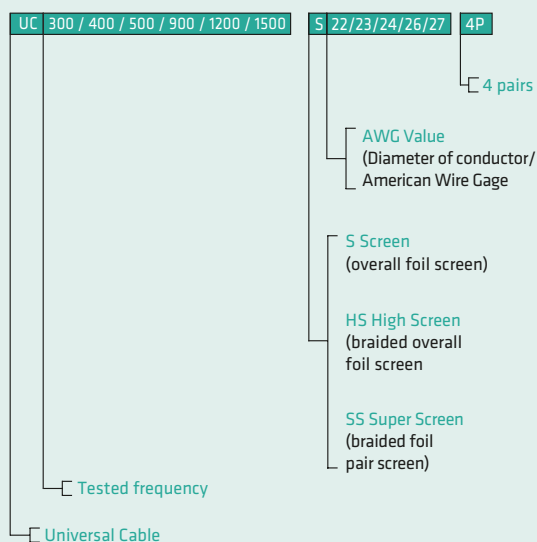 UC 300 / 400 / 500 / 900 / 1200 / 1500 S 22/23/24/26/27 4P
4 pairs
AWG Value
(Diameter of conductor/
American Wire Gage
S Screen
(overall foil screen)
HS High Screen
(braided overall
foil screen
SS Super Screen
(braided foil
pair screen)
Tested frequency
Universal Cable